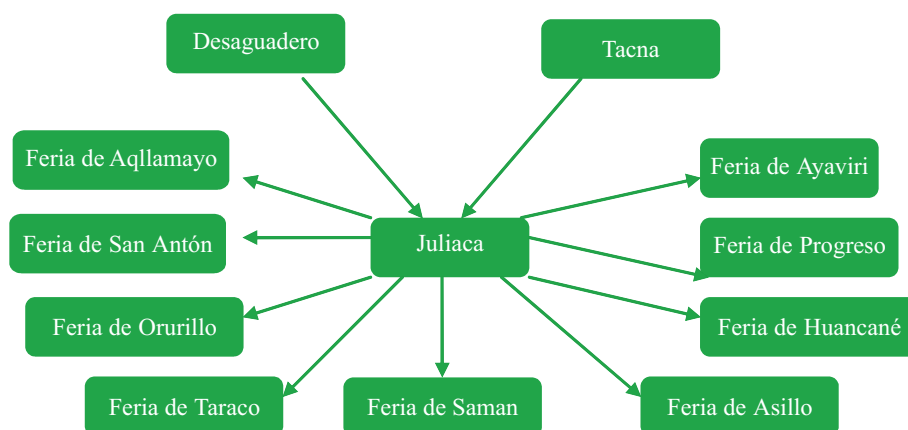 Desaguadero
Tacna
Feria de Aqllamayo
Feria de Ayaviri
Feria de San Antón
Juliaca
Feria de Progreso
Feria de Orurillo
Feria de Huancané
Feria de Taraco
Feria de Saman
Feria de Asillo